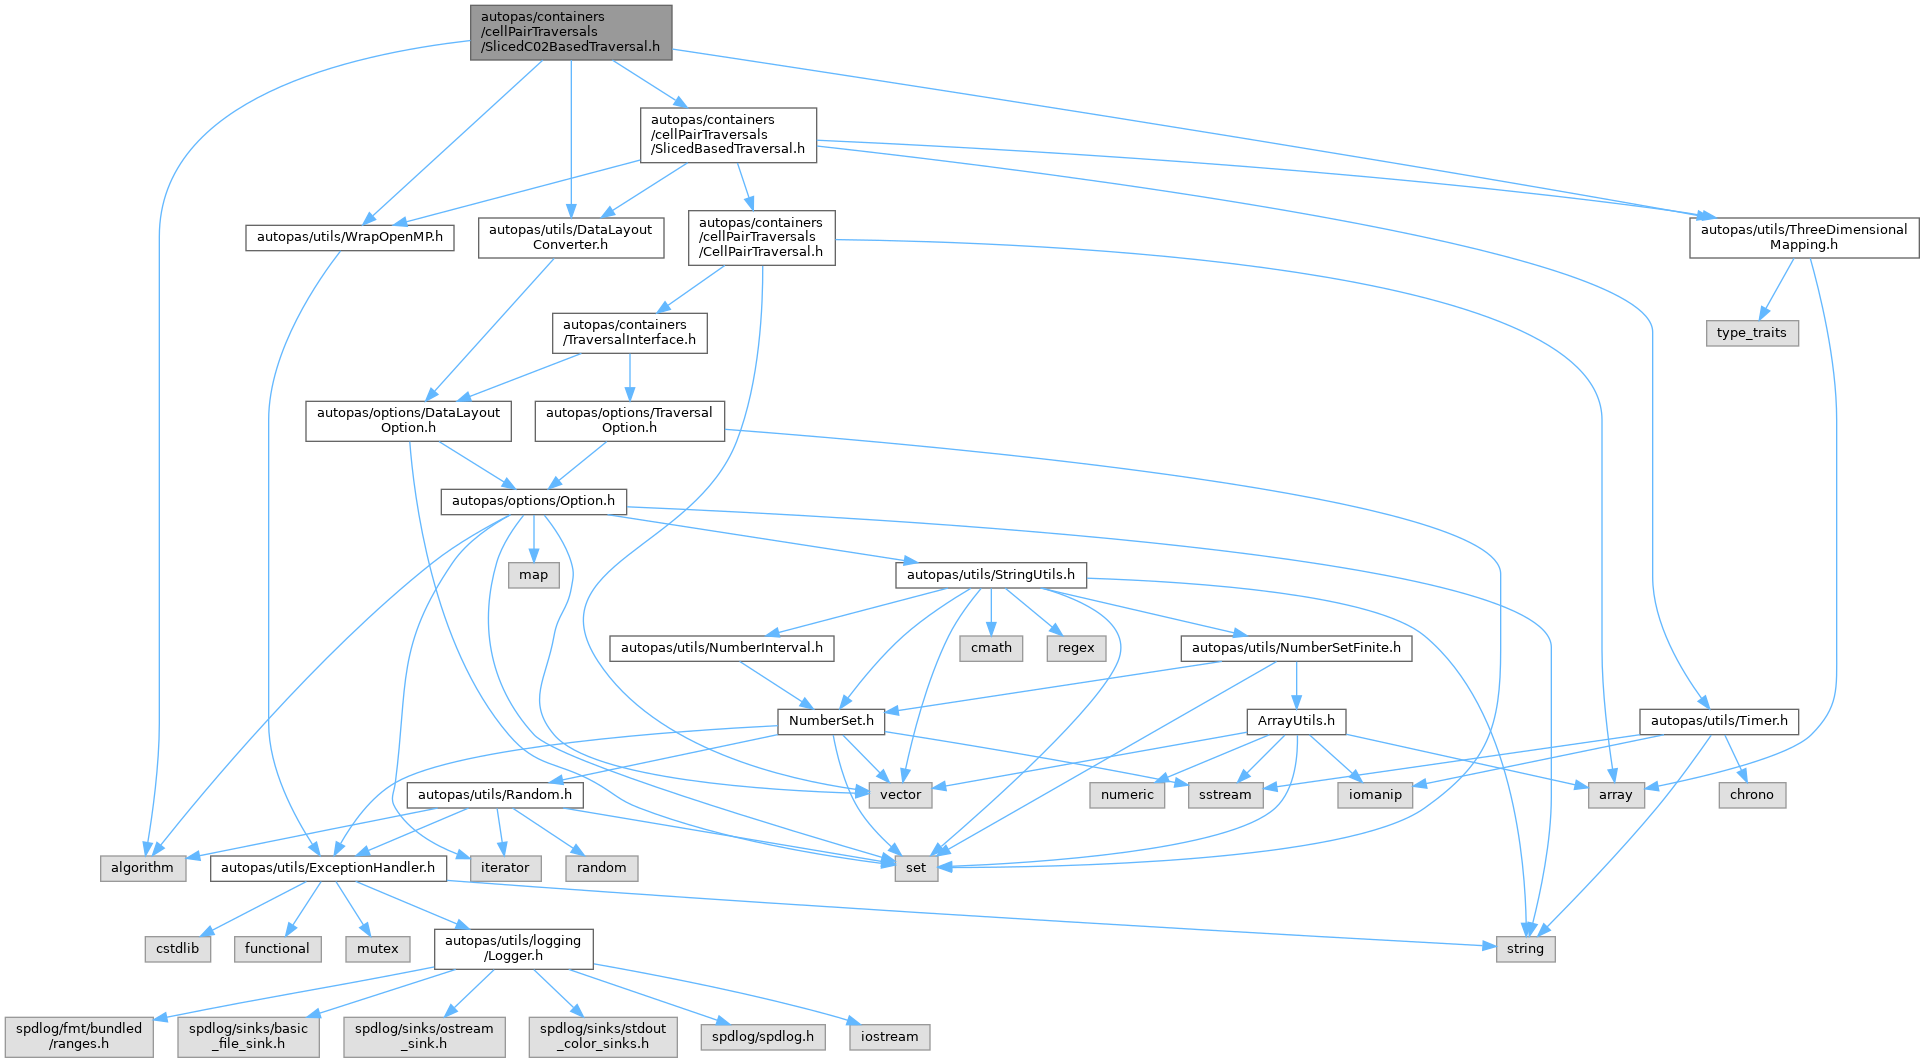 autopas/containers
/cellPairTraversals
/SlicedC02BasedTraversal.h
autopas/containers
/cellPairTraversals
/SlicedBasedTraversal.h
autopas/utils/WrapOpenMP.h
autopas/utils/DataLayout
Converter.h
autopas/containers
/cellPairTraversals
/CellPairTraversal.h
autopas/utils/ThreeDimensional
Mapping.h
autopas/containers
/TraversalInterface.h
type_traits
autopas/options/DataLayout
Option.h
autopas/options/Traversal
Option.h
autopas/options/Option.h
map
autopas/utils/StringUtils.h
autopas/utils/NumberInterval.h
cmath
regex
autopas/utils/NumberSetFinite.h
NumberSet.h
ArrayUtils.h
autopas/utils/Timer.h
autopas/utils/Random.h
vector
numeric
sstream
iomanip
array
chrono
algorithm
autopas/utils/ExceptionHandler.h
iterator
random
set
cstdlib
functional
mutex
autopas/utils/logging
/Logger.h
string
spdlog/fmt/bundled
/ranges.h
spdlog/sinks/basic
_file_sink.h
spdlog/sinks/ostream
_sink.h
spdlog/sinks/stdout
_color_sinks.h
spdlog/spdlog.h
iostream